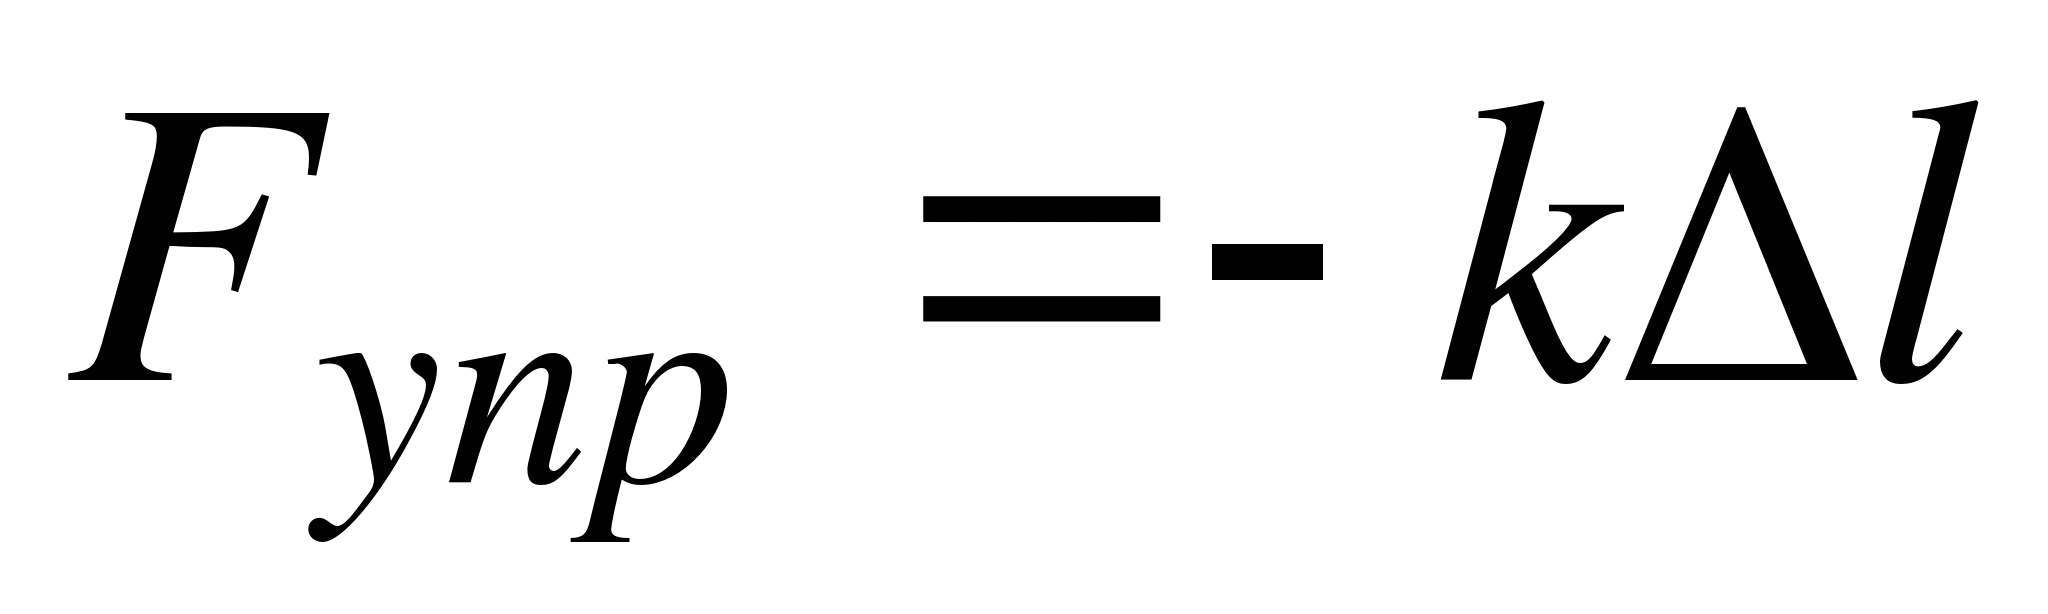 F_упр = - kΔl